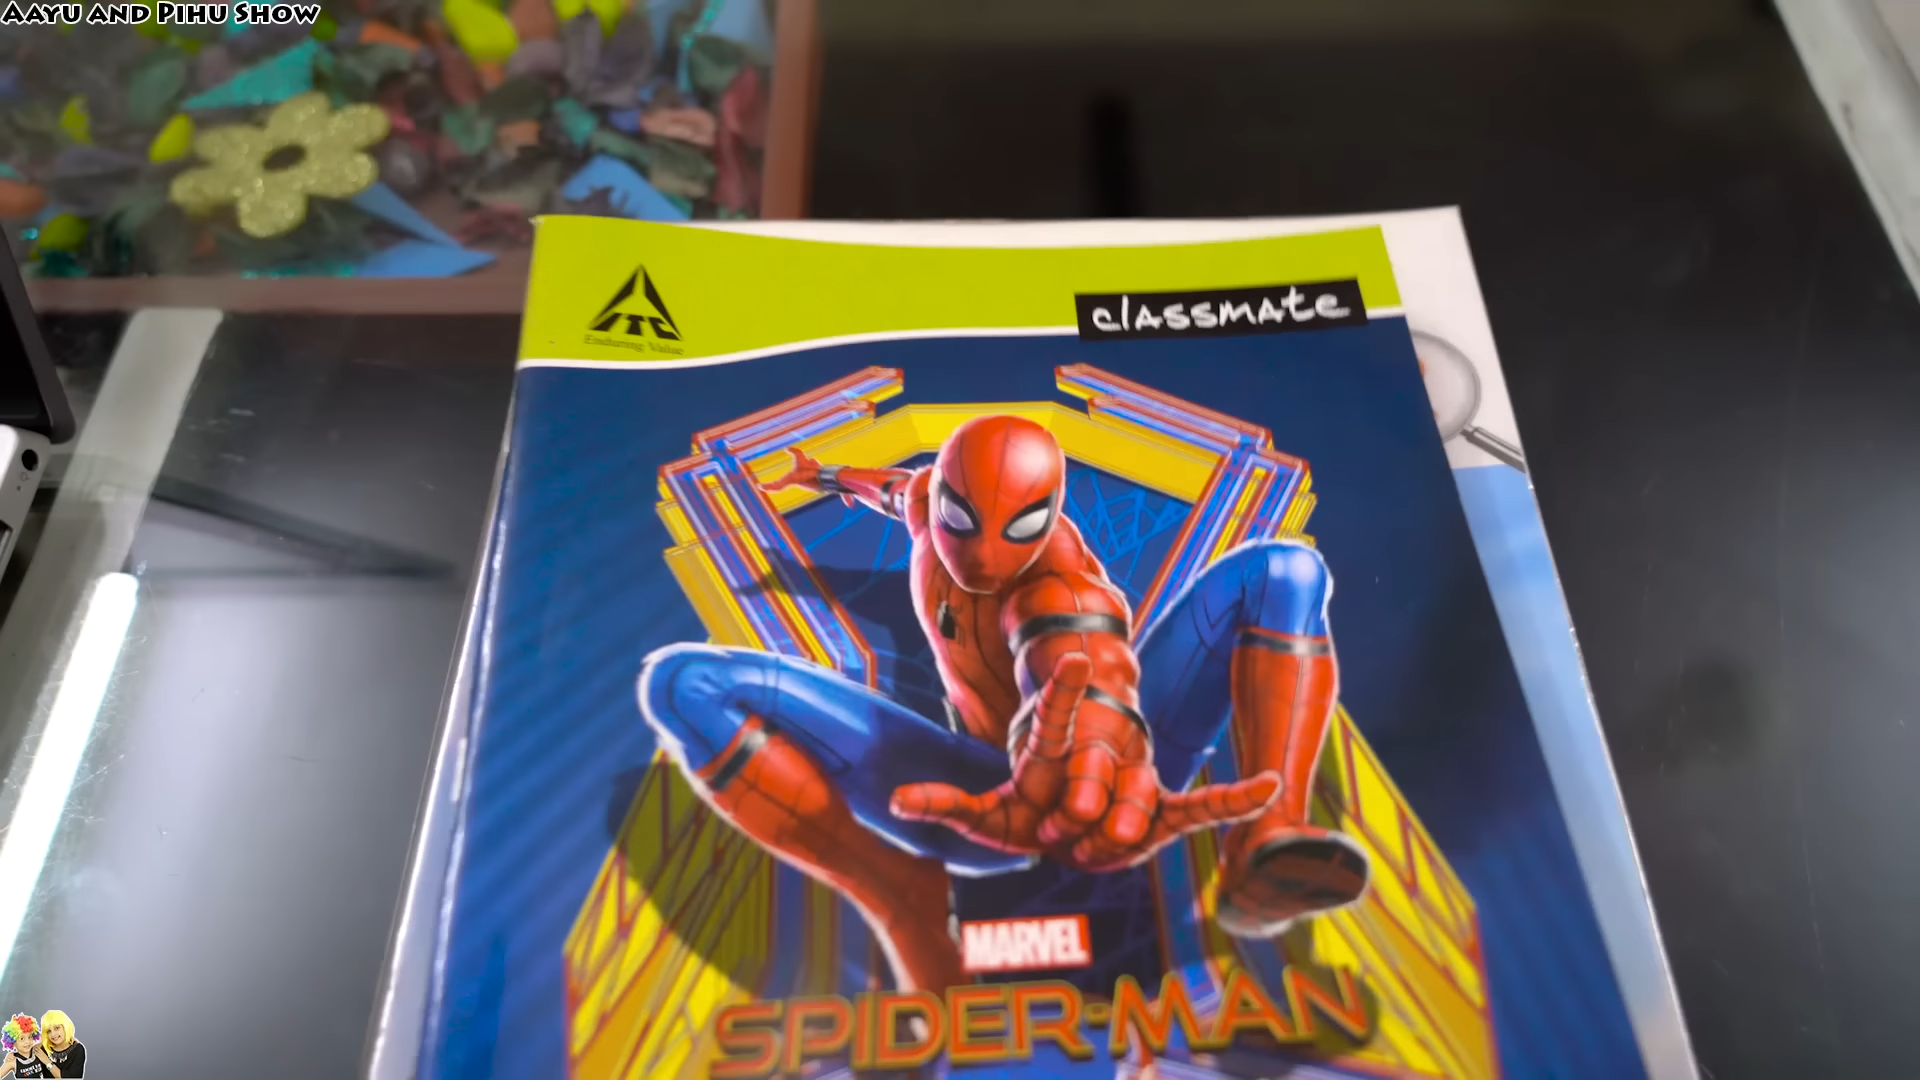 Aayu and Pihu Show
ITC
Enduring Value
classmate
MARVEL
SPIDER-MAN